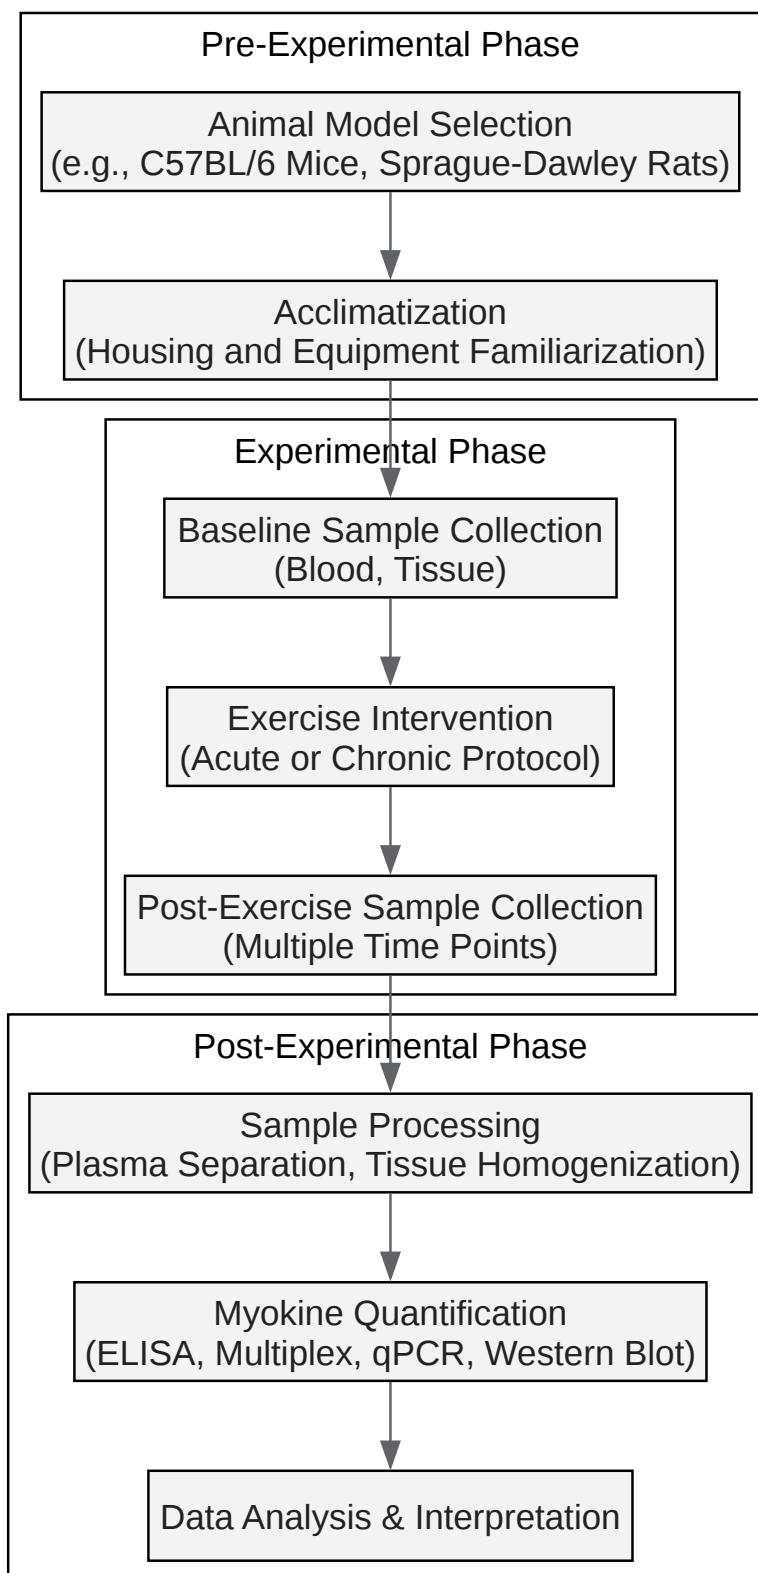 Pre-Experimental Phase
Animal Model Selection
(e.g., C57BL/6 Mice, Sprague-Dawley Rats)
Acclimatization
(Housing and Equipment Familiarization)
Experimental Phase
Baseline Sample Collection
(Blood, Tissue)
Exercise Intervention
(Acute or Chronic Protocol)
Post-Exercise Sample Collection
(Multiple Time Points)
Post-Experimental Phase
Sample Processing
(Plasma Separation, Tissue Homogenization)
Myokine Quantification
(ELISA, Multiplex, qPCR, Western Blot)
Data Analysis & Interpretation